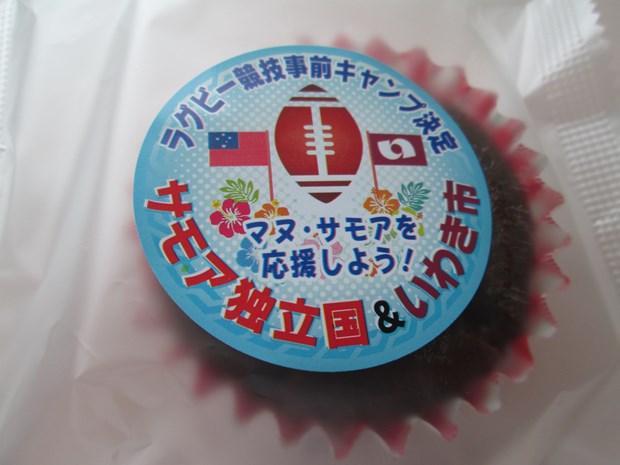 ラグビー競技事前キャンプ決定
マヌ・サモアを
応援しよう!
サモア独立国&いわき市